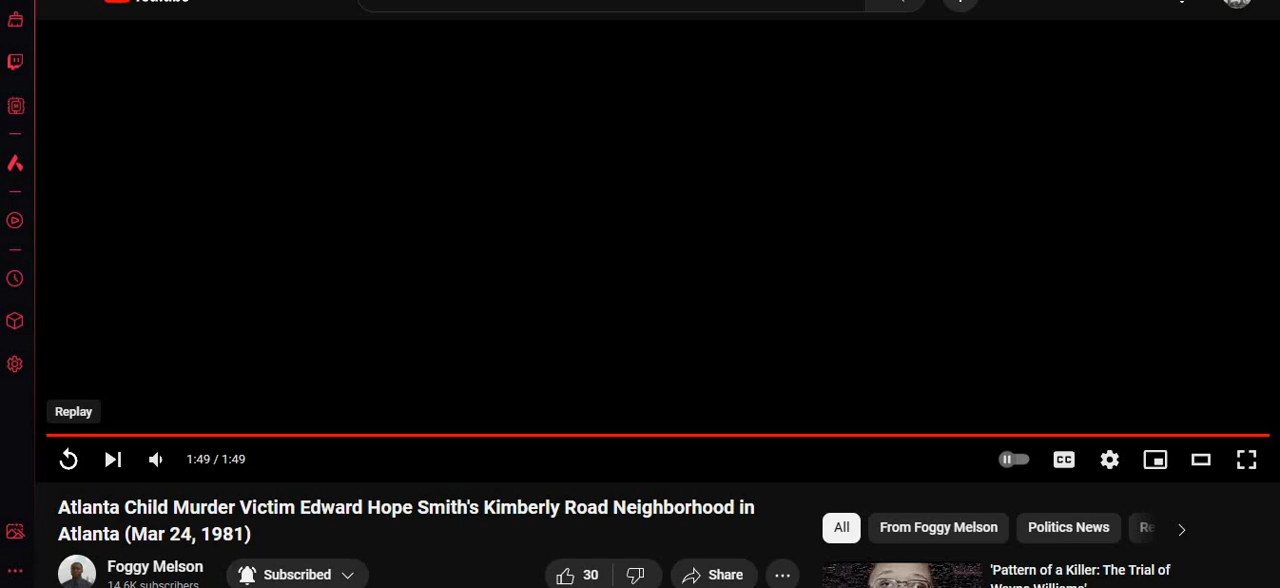 Replay
1:49 / 1:49
CC
Atlanta Child Murder Victim Edward Hope Smith's Kimberly Road Neighborhood in
Atlanta (Mar 24, 1981)
All
From Foggy Melson
Politics News
Re
Foggy Melson
14.6K subscribers
Subscribed
30
Share
'Pattern of a Killer: The Trial of
Wayne Williams'